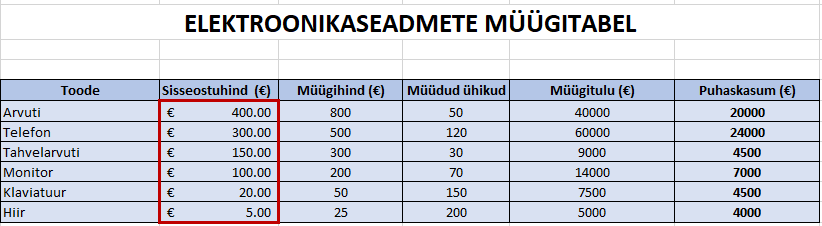 ELEKTROONIKASEADMETE MÜÜGITABEL
Toode Sisseostuhind (€) Müügihind (€) Müüdud ühikud Müügitulu (€) Puhaskasum (€)
Arvuti € 400.00 800 50 40000 20000
Telefon € 300.00 500 120 60000 24000
Tahvelarvuti € 150.00 300 30 9000 4500
Monitor € 100.00 200 70 14000 7000
Klaviatuur € 20.00 50 150 7500 4500
Hiir € 5.00 25 200 5000 4000